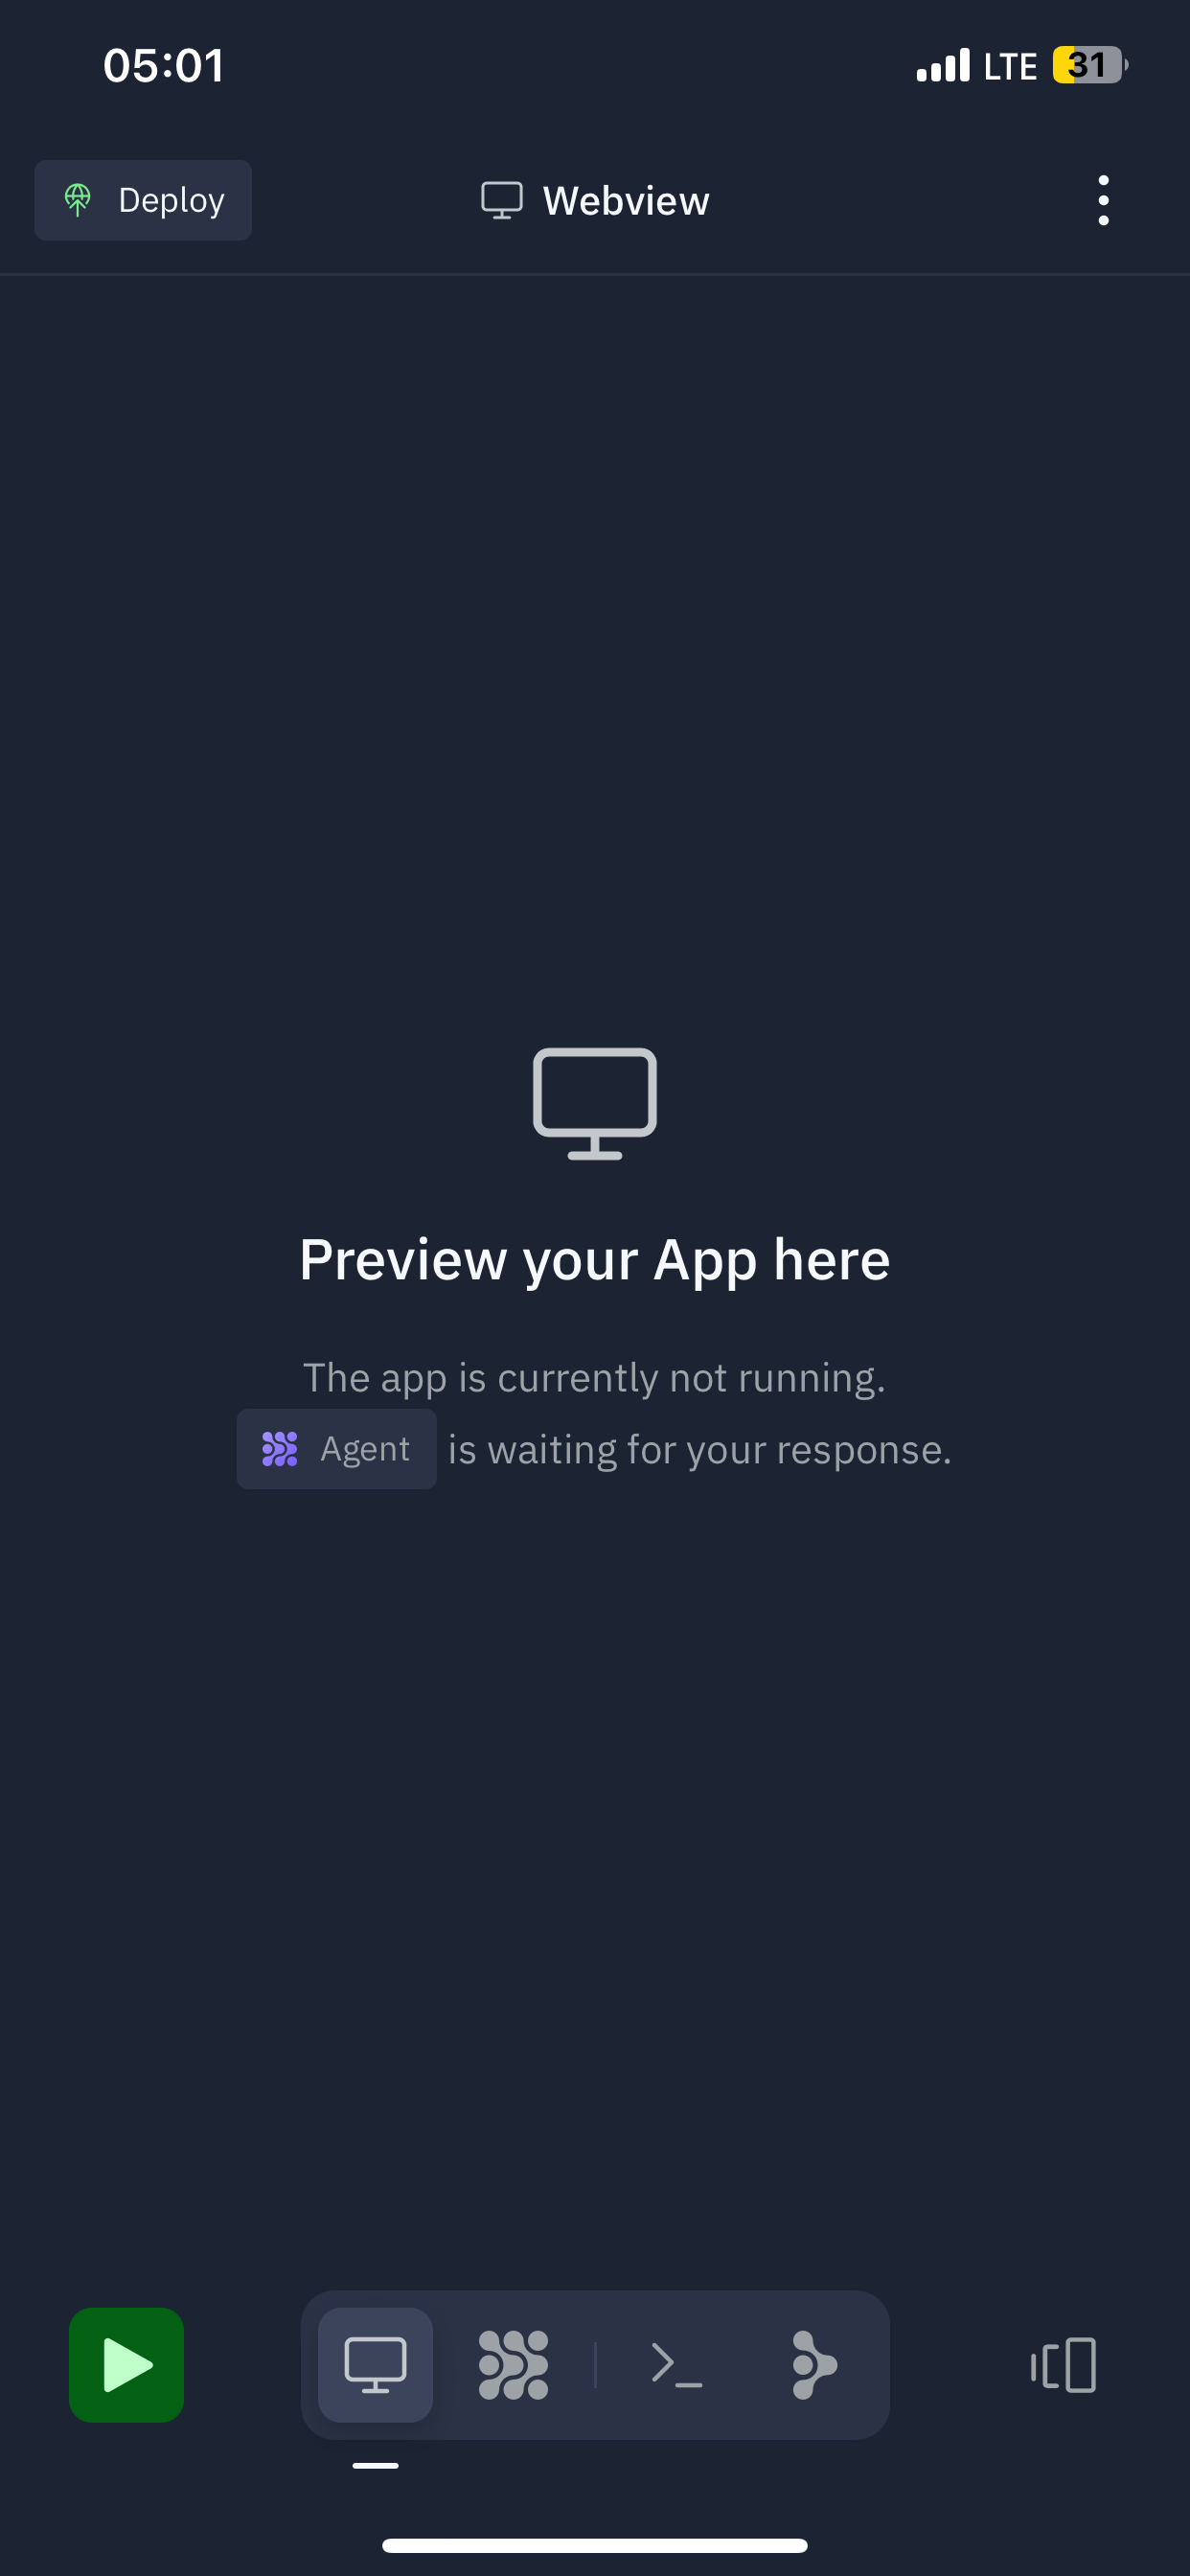 05:01
LTE 31
Deploy
Webview
Preview your App here
The app is currently not running.
Agent is waiting for your response.